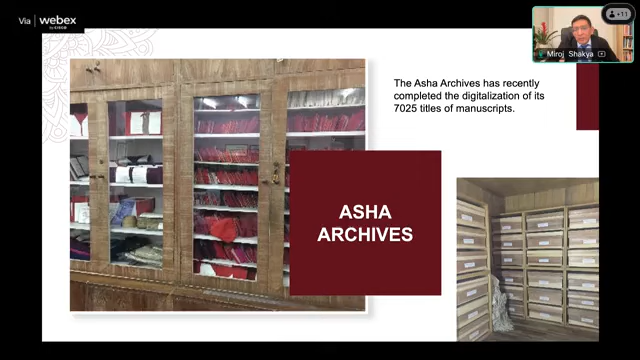 Via
webex
by CISCO
+11
Miroj Shakya
The Asha Archives has recently
completed the digitalization of its
7025 titles of manuscripts.
ASHA
ARCHIVES